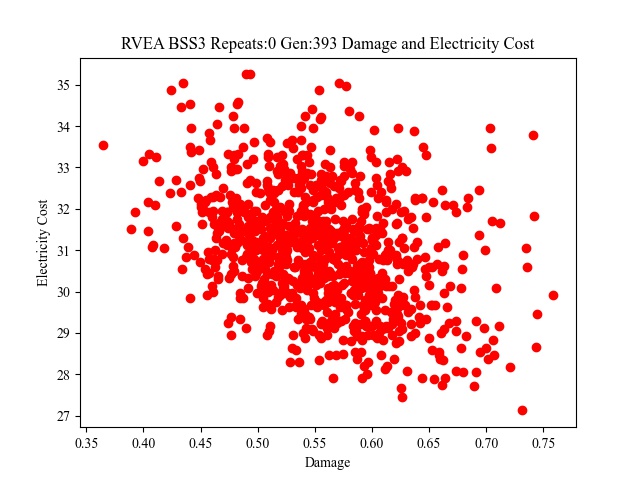 RVEA BSS3 Repeats:0 Gen:393 Damage and Electricity Cost
35
34
33
32
31
30
29
28
27
Electricity Cost
0.35 0.40 0.45 0.50 0.55 0.60 0.65 0.70 0.75
Damage